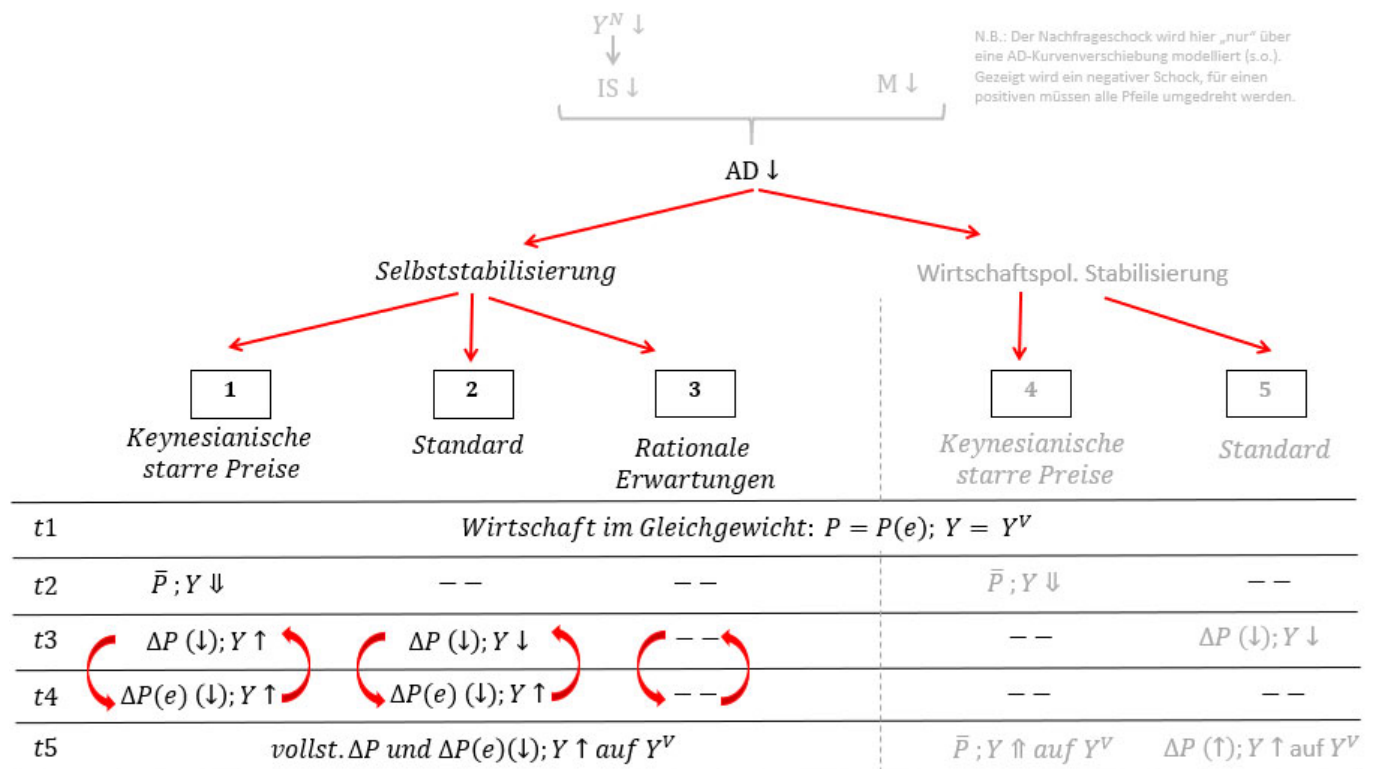 Y^N ↓
N.B.: Der Nachfrageschock wird hier „nur" über
eine AD-Kurvenverschiebung modelliert (s.o.).
Gezeigt wird ein negativer Schock, für einen
positiven müssen alle Pfeile umgedreht werden.
IS ↓ M ↓
AD ↓
Selbststabilisierung Wirtschaftspol. Stabilisierung
1 2 3 4 5
Keynesianische
starre Preise
Standard
Rationale
Erwartungen
Keynesianische
starre Preise
Standard
t1 Wirtschaft im Gleichgewicht: P = P(e); Y = Y^V
t2 P̄ ; Y ⇓ −− −− P̄ ; Y ⇓ −−
t3 ΔP (↓); Y ↑ ΔP (↓); Y ↓ −− −− ΔP (↓); Y ↓
t4 ΔP(e) (↓); Y ↑ ΔP(e) (↓); Y ↑ −− −− −−
t5 vollst. ΔP und ΔP(e)(↓); Y ↑ auf Y^V P̄ ; Y ⇑ auf Y^V ΔP (↑); Y ↑ auf Y^V